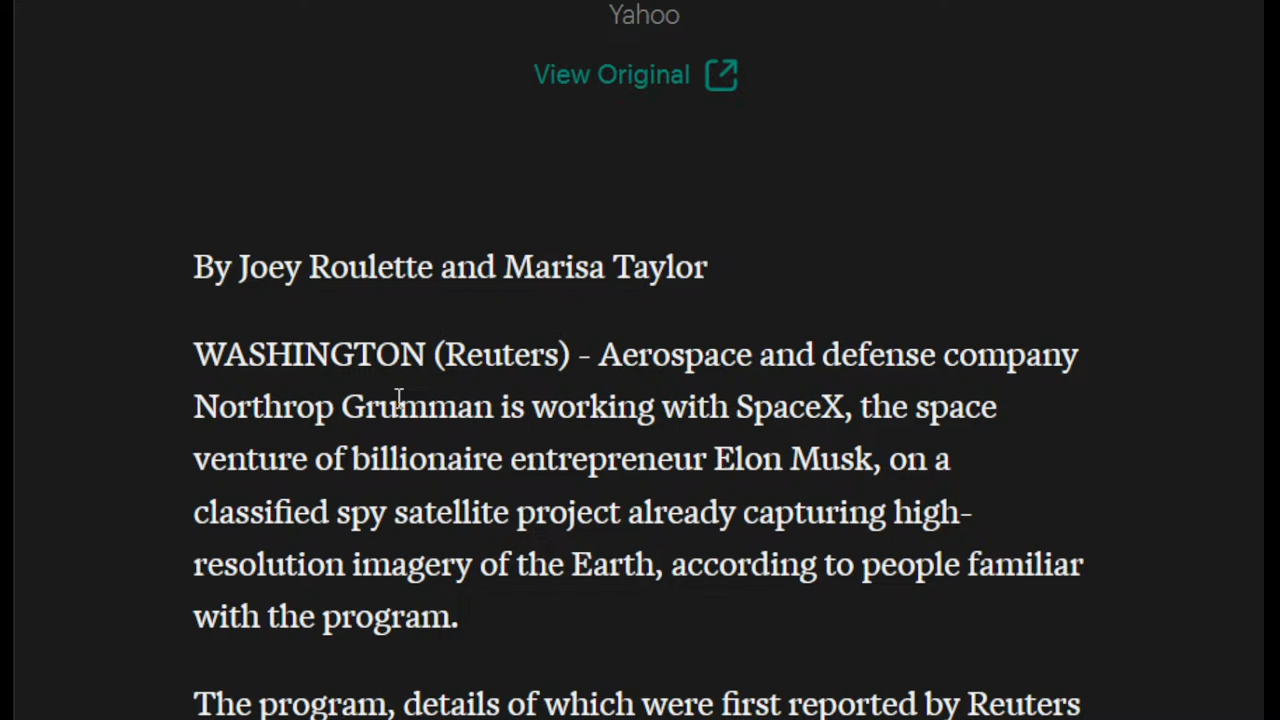 Yahoo
View Original
By Joey Roulette and Marisa Taylor
WASHINGTON (Reuters) - Aerospace and defense company
Northrop Grumman is working with SpaceX, the space
venture of billionaire entrepreneur Elon Musk, on a
classified spy satellite project already capturing high-
resolution imagery of the Earth, according to people familiar
with the program.
The program, details of which were first reported by Reuters